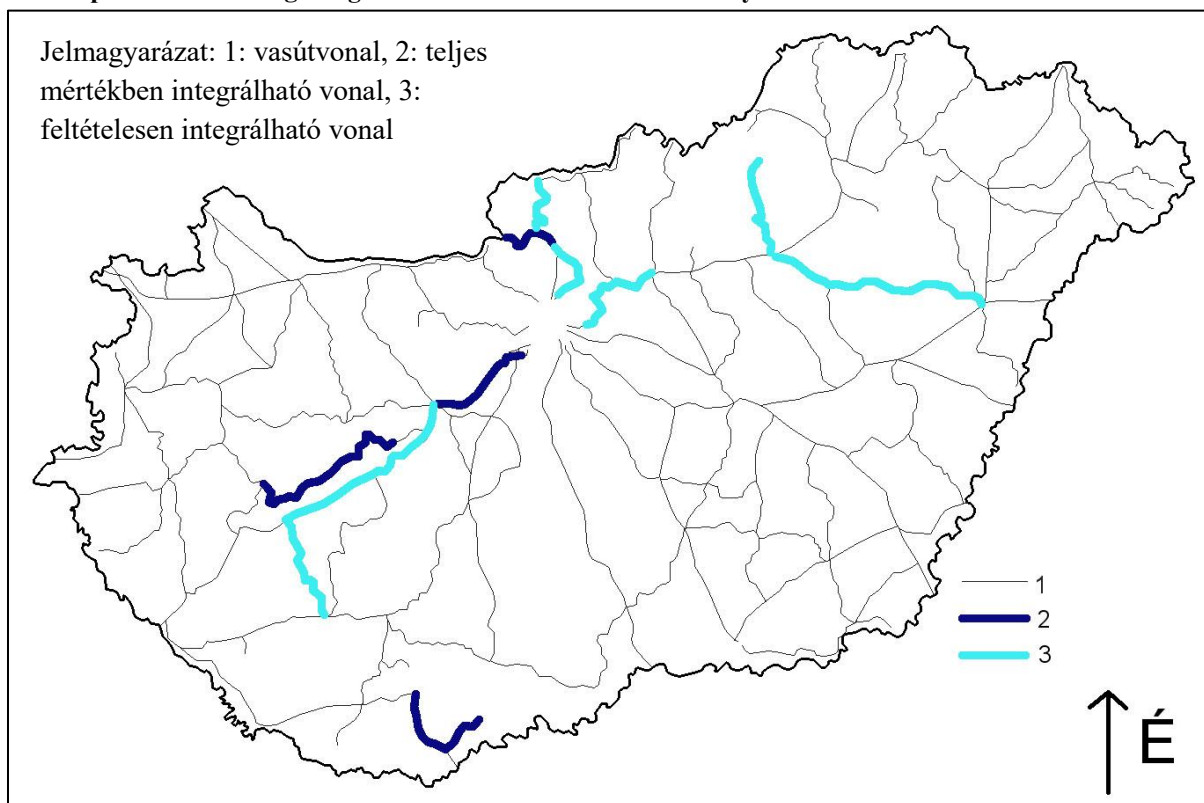 Jelmagyarázat: 1: vasútvonal, 2: teljes
mértékben integrálható vonal, 3:
feltételesen integrálható vonal
1
2
3
É